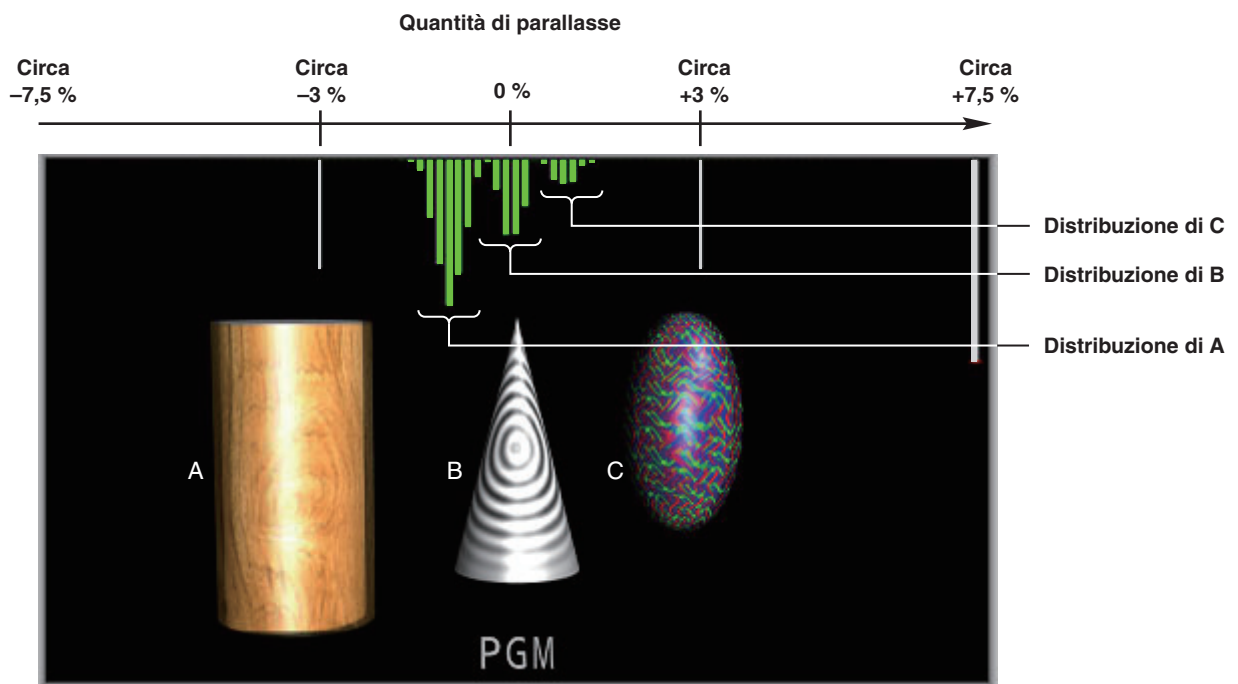 Quantità di parallasse
Circa
–7,5 %
Circa
–3 %
0 %
Circa
+3 %
Circa
+7,5 %
Distribuzione di C
Distribuzione di B
Distribuzione di A
A
B
C
PGM